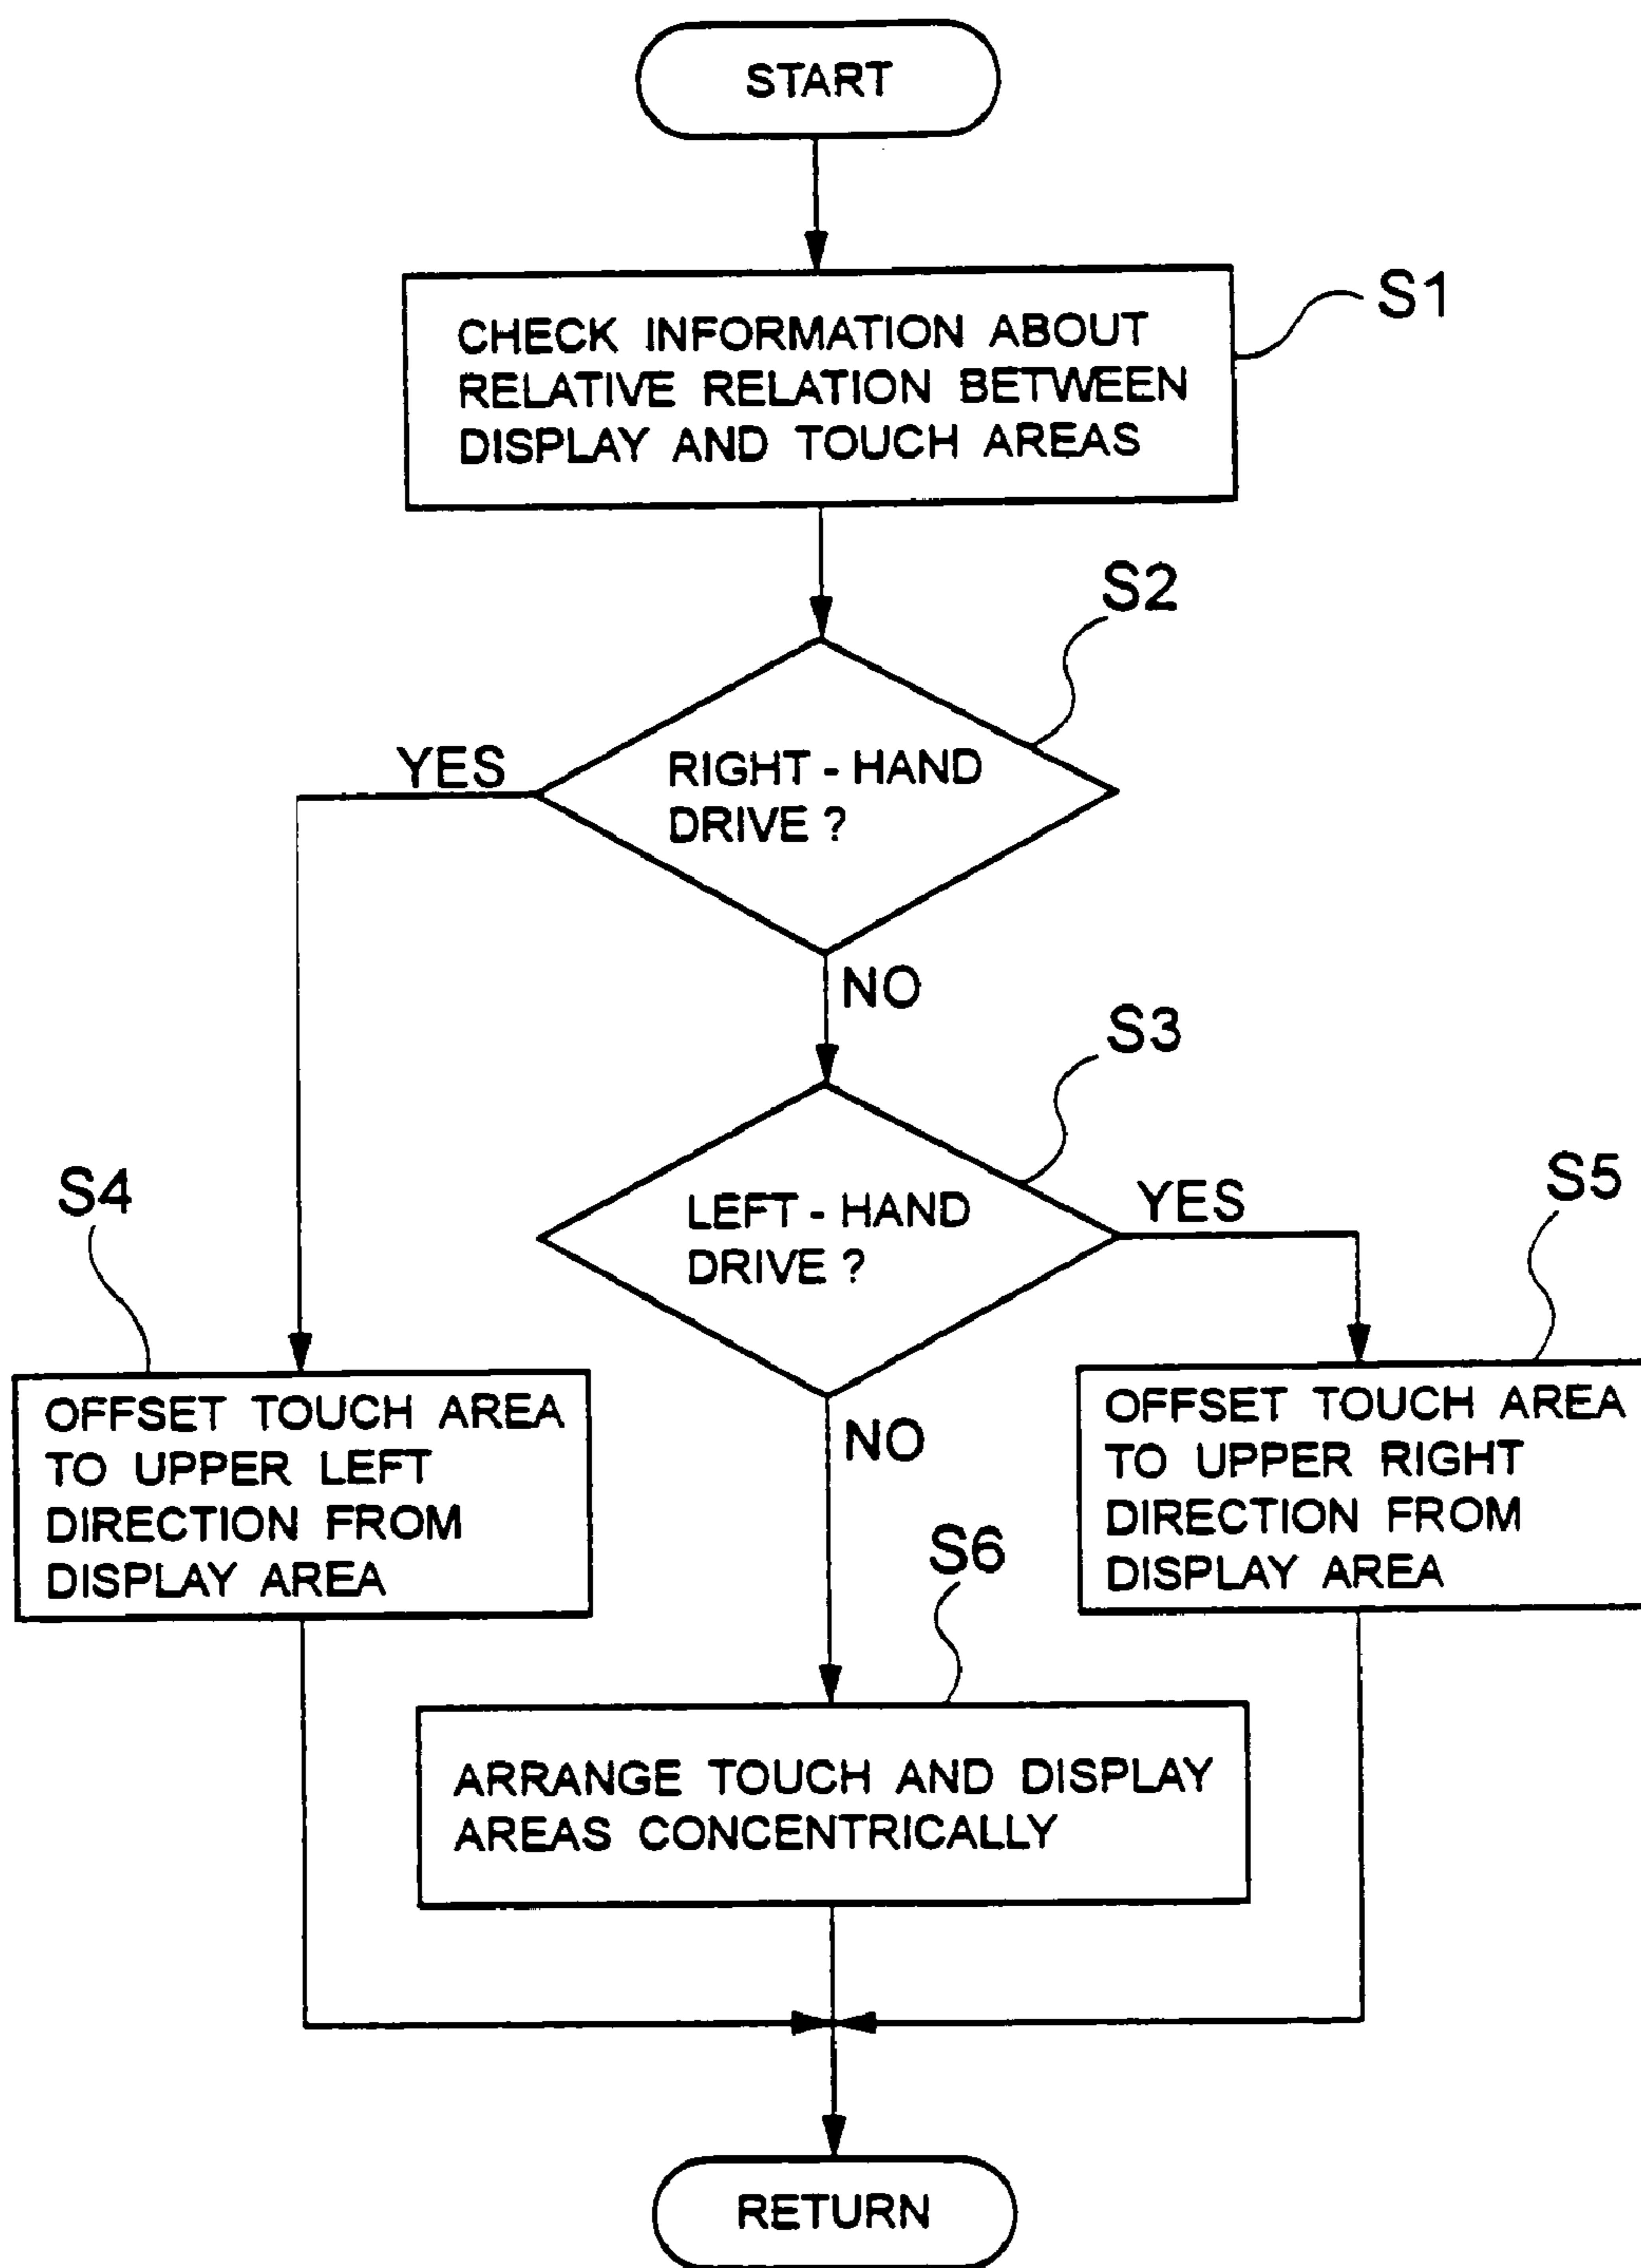 START
CHECK INFORMATION ABOUT
RELATIVE RELATION BETWEEN
DISPLAY AND TOUCH AREAS
S1
S2
YES
RIGHT - HAND
DRIVE ?
NO
S3
LEFT - HAND
DRIVE ?
YES
S4
S5
OFFSET TOUCH AREA
TO UPPER LEFT
DIRECTION FROM
DISPLAY AREA
NO
OFFSET TOUCH AREA
TO UPPER RIGHT
DIRECTION FROM
DISPLAY AREA
S6
ARRANGE TOUCH AND DISPLAY
AREAS CONCENTRICALLY
RETURN